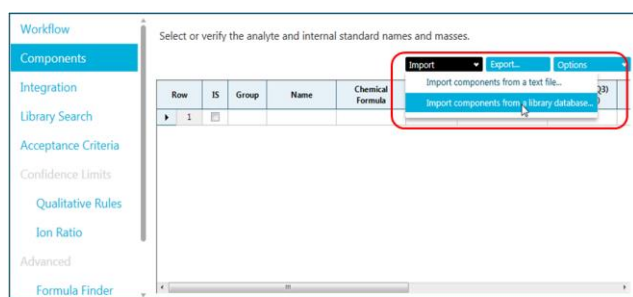 Workflow
Components
Integration
Library Search
Acceptance Criteria
Confidence Limits
Qualitative Rules
Ion Ratio
Advanced
Formula Finder
Select or verify the analyte and internal standard names and masses.
Import Export... Options
Import components from a text file...
Import components from a library database...
Row IS Group Name Chemical Formula Q3)
1